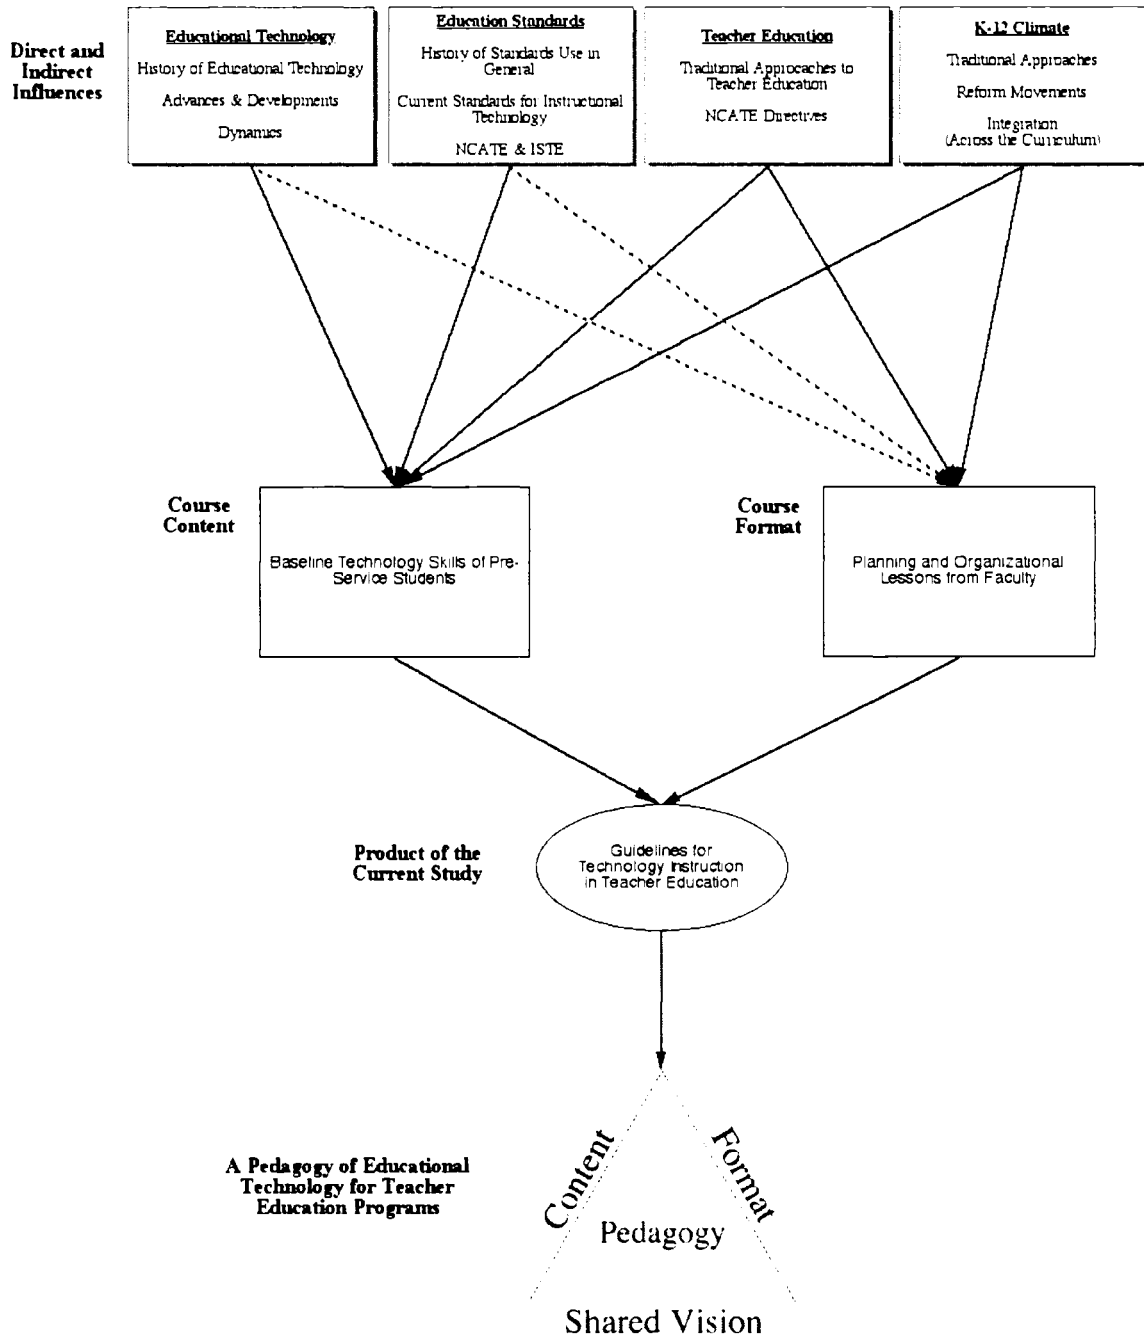 Direct and
Indirect
Influences
Educational Technology
History of Educational Technology
Advances & Developments
Dynamics
Education Standards
History of Standards Use in
General
Current Standards for Instructional
Technology
NCATE & ISTE
Teacher Education
Traditional Approcaches to
Teacher Education
NCATE Directives
K-12 Climate
Traditional Approaches
Reform Movements
Integration
(Across the Curriculum)
Course
Content
Baseline Technology Skills of Pre-
Service Students
Course
Format
Planning and Organizational
Lessons from Faculty
Product of the
Current Study
Guidelines for
Technology Instruction
in Teacher Education
A Pedagogy of Educational
Technology for Teacher
Education Programs
Content
Format
Pedagogy
Shared Vision